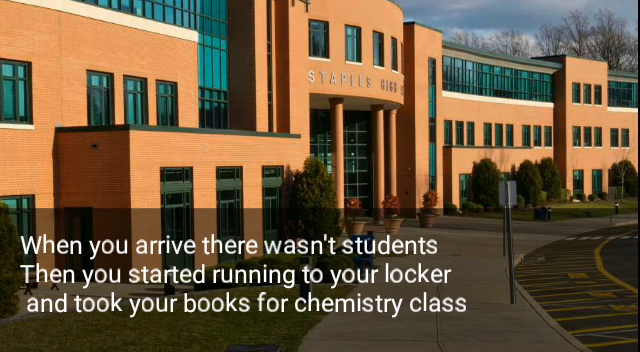 STAPLES HIGH
When you arrive there wasn't students
Then you started running to your locker
and took your books for chemistry class